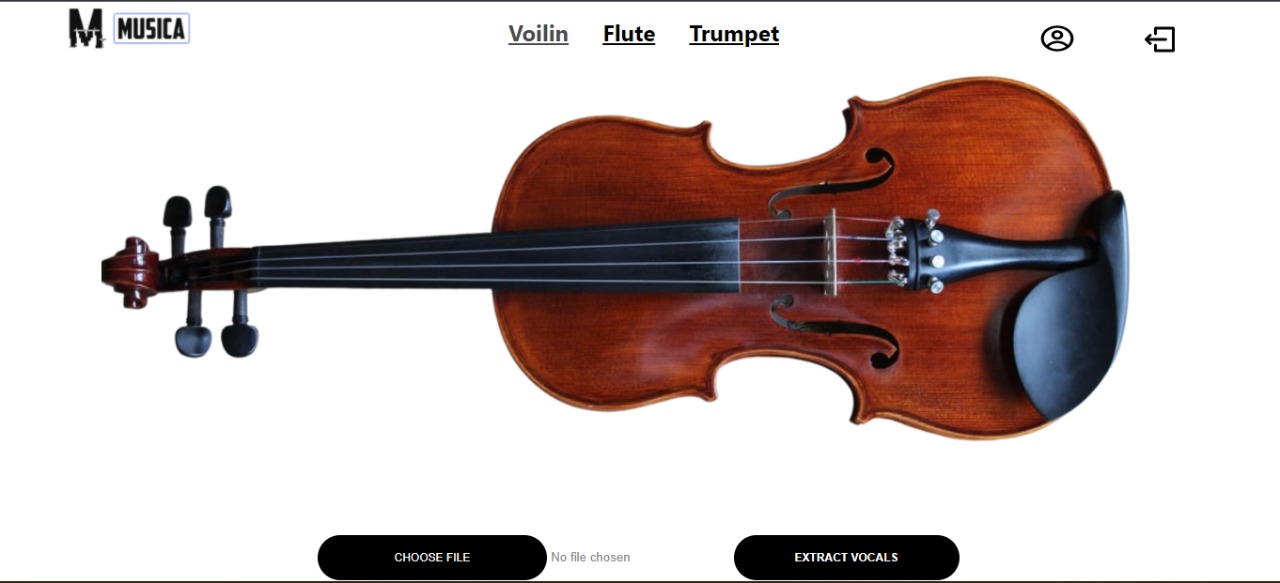 M MUSICA
Voilin Flute Trumpet
CHOOSE FILE No file chosen EXTRACT VOCALS